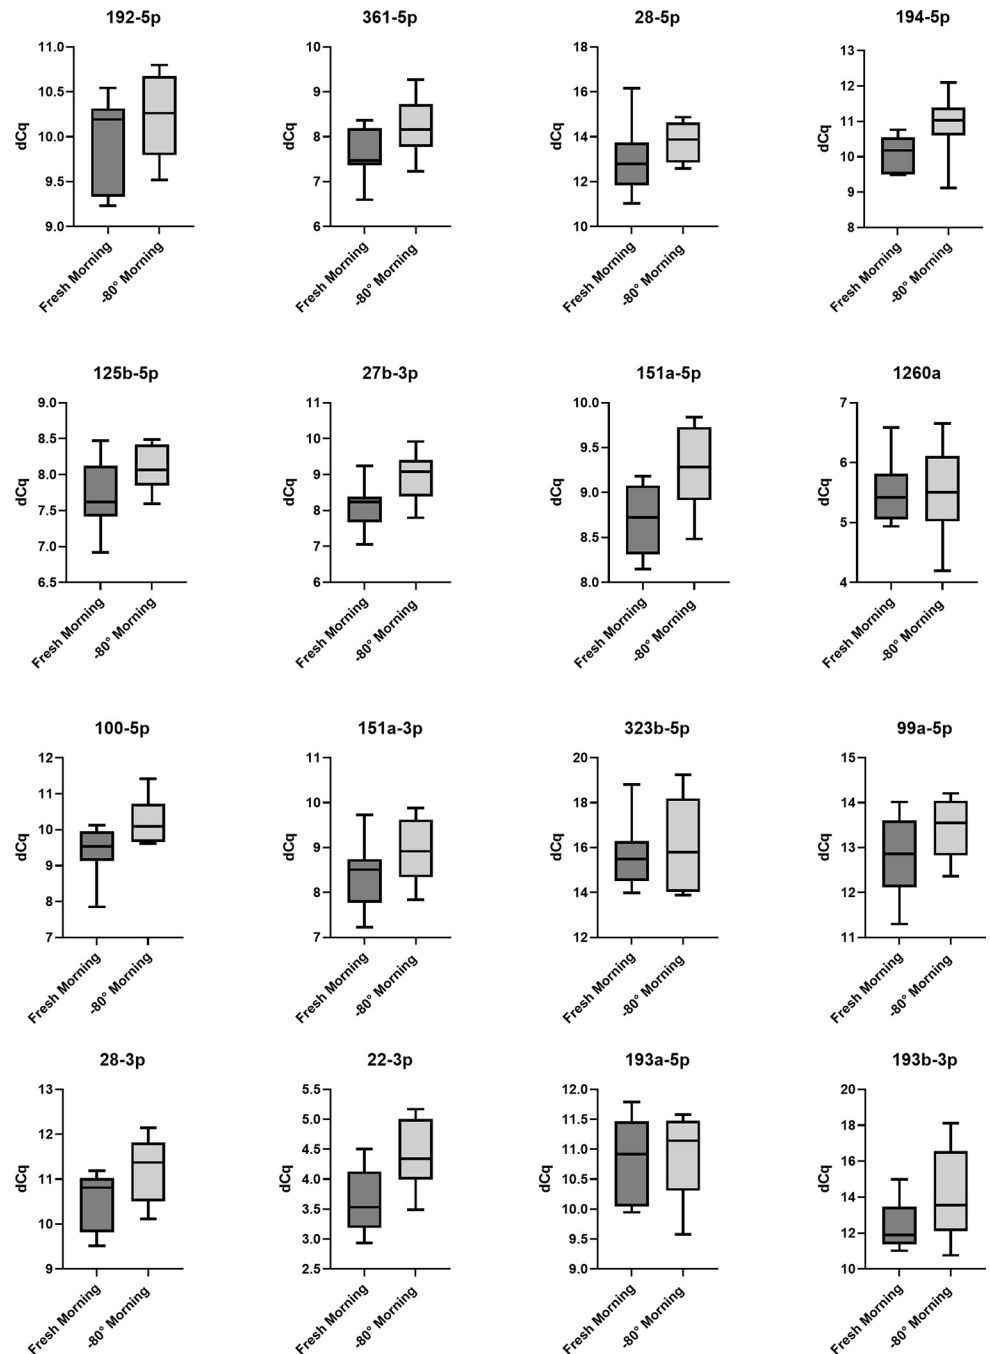 192-5p 361-5p 28-5p 194-5p
dCq 11.0 10.5 10.0 9.5 9.0 Fresh Morning -80° Morning
dCq 10 9 8 7 6 Fresh Morning -80° Morning
dCq 18 16 14 12 10 Fresh Morning -80° Morning
dCq 13 12 11 10 9 8 Fresh Morning -80° Morning
125b-5p 27b-3p 151a-5p 1260a
dCq 9.0 8.5 8.0 7.5 7.0 6.5 Fresh Morning -80° Morning
dCq 11 10 9 8 7 6 Fresh Morning -80° Morning
dCq 10.0 9.5 9.0 8.5 8.0 Fresh Morning -80° Morning
dCq 7 6 5 4 Fresh Morning -80° Morning
100-5p 151a-3p 323b-5p 99a-5p
dCq 12 11 10 9 8 7 Fresh Morning -80° Morning
dCq 11 10 9 8 7 Fresh Morning -80° Morning
dCq 20 18 16 14 12 Fresh Morning -80° Morning
dCq 15 14 13 12 11 Fresh Morning -80° Morning
28-3p 22-3p 193a-5p 193b-3p
dCq 13 12 11 10 9 Fresh Morning -80° Morning
dCq 5.5 5.0 4.5 4.0 3.5 3.0 2.5 Fresh Morning -80° Morning
dCq 12.0 11.5 11.0 10.5 10.0 9.5 9.0 Fresh Morning -80° Morning
dCq 20 18 16 14 12 10 Fresh Morning -80° Morning